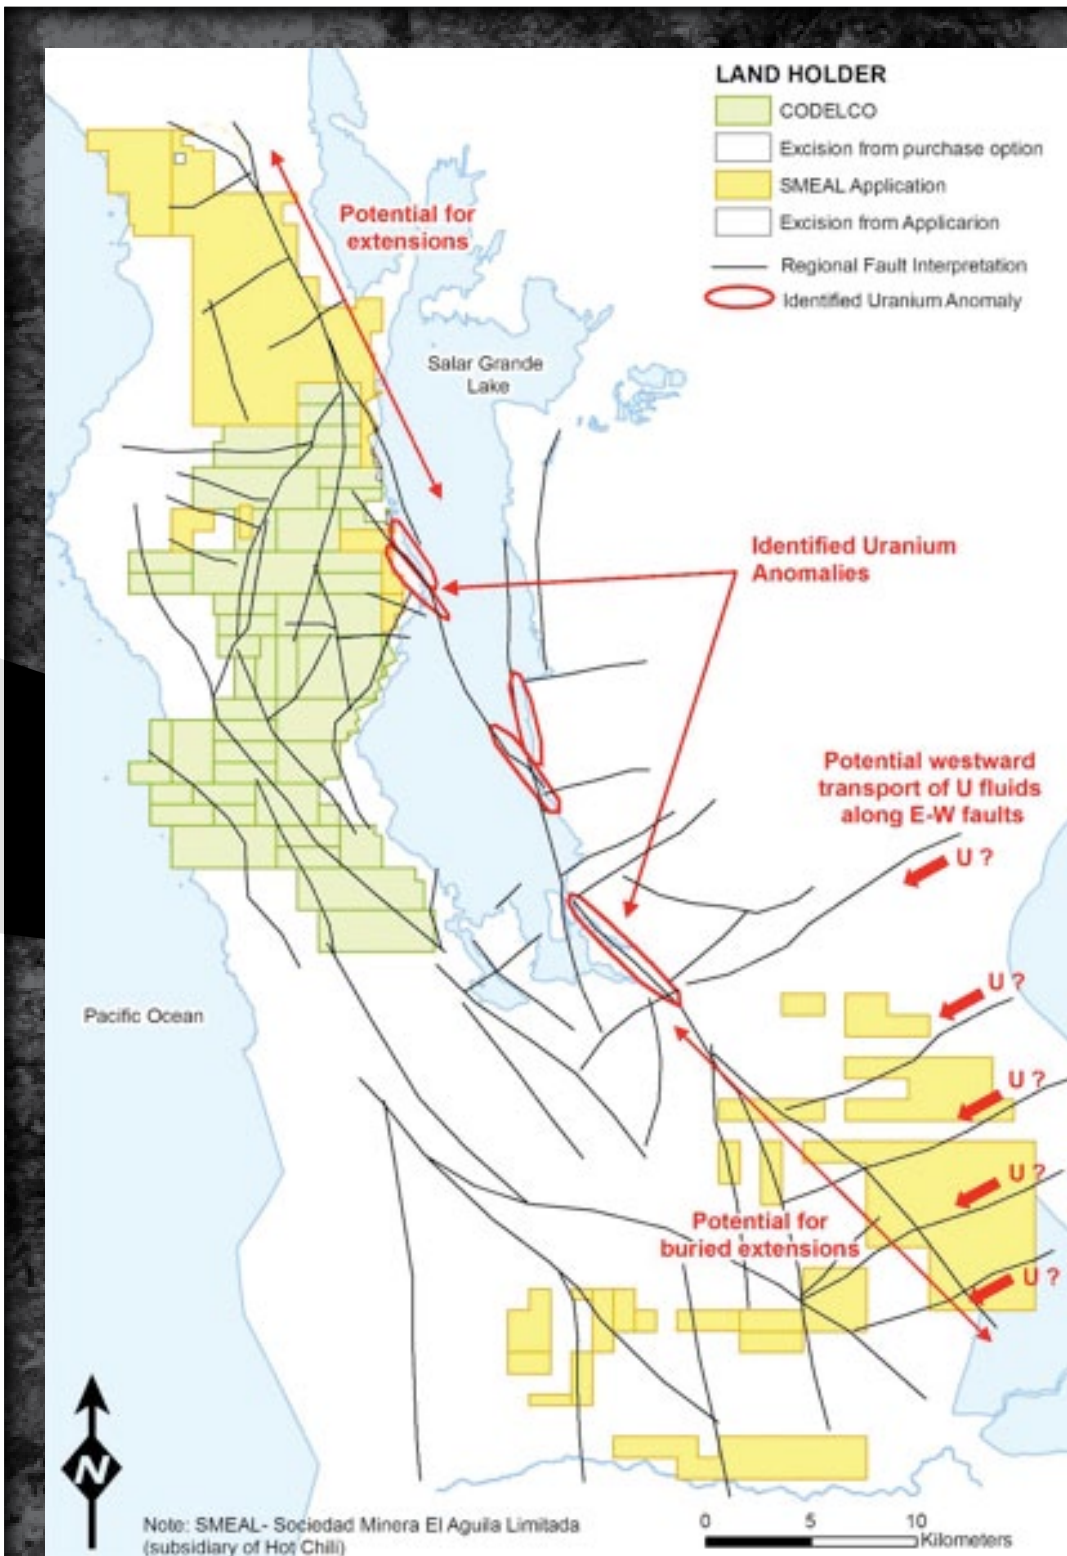 LAND HOLDER
CODELCO
Excision from purchase option
SMEAL Application
Excision from Applicarion
Regional Fault Interpretation
Identified Uranium Anomaly
Potential for
extensions
Salar Grande
Lake
Identified Uranium
Anomalies
Potential westward
transport of U fluids
along E-W faults
U ?
U ?
Pacific Ocean
U ?
U ?
Potential for
buried extensions
U ?
N
Note: SMEAL- Sociedad Minera El Aguila Limitada
(subsidiary of Hot Chili)
0 5 10
Kilometers